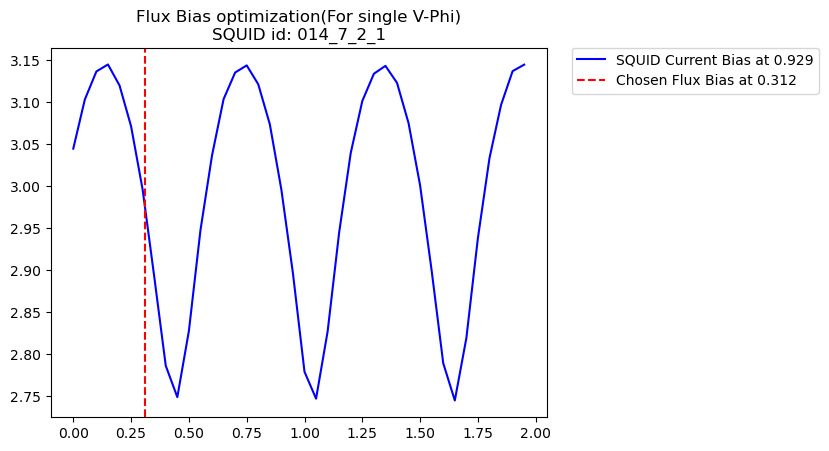 Flux Bias optimization(For single V-Phi)
SQUID id: 014_7_2_1
SQUID Current Bias at 0.929
Chosen Flux Bias at 0.312
3.15
3.10
3.05
3.00
2.95
2.90
2.85
2.80
2.75
0.00 0.25 0.50 0.75 1.00 1.25 1.50 1.75 2.00